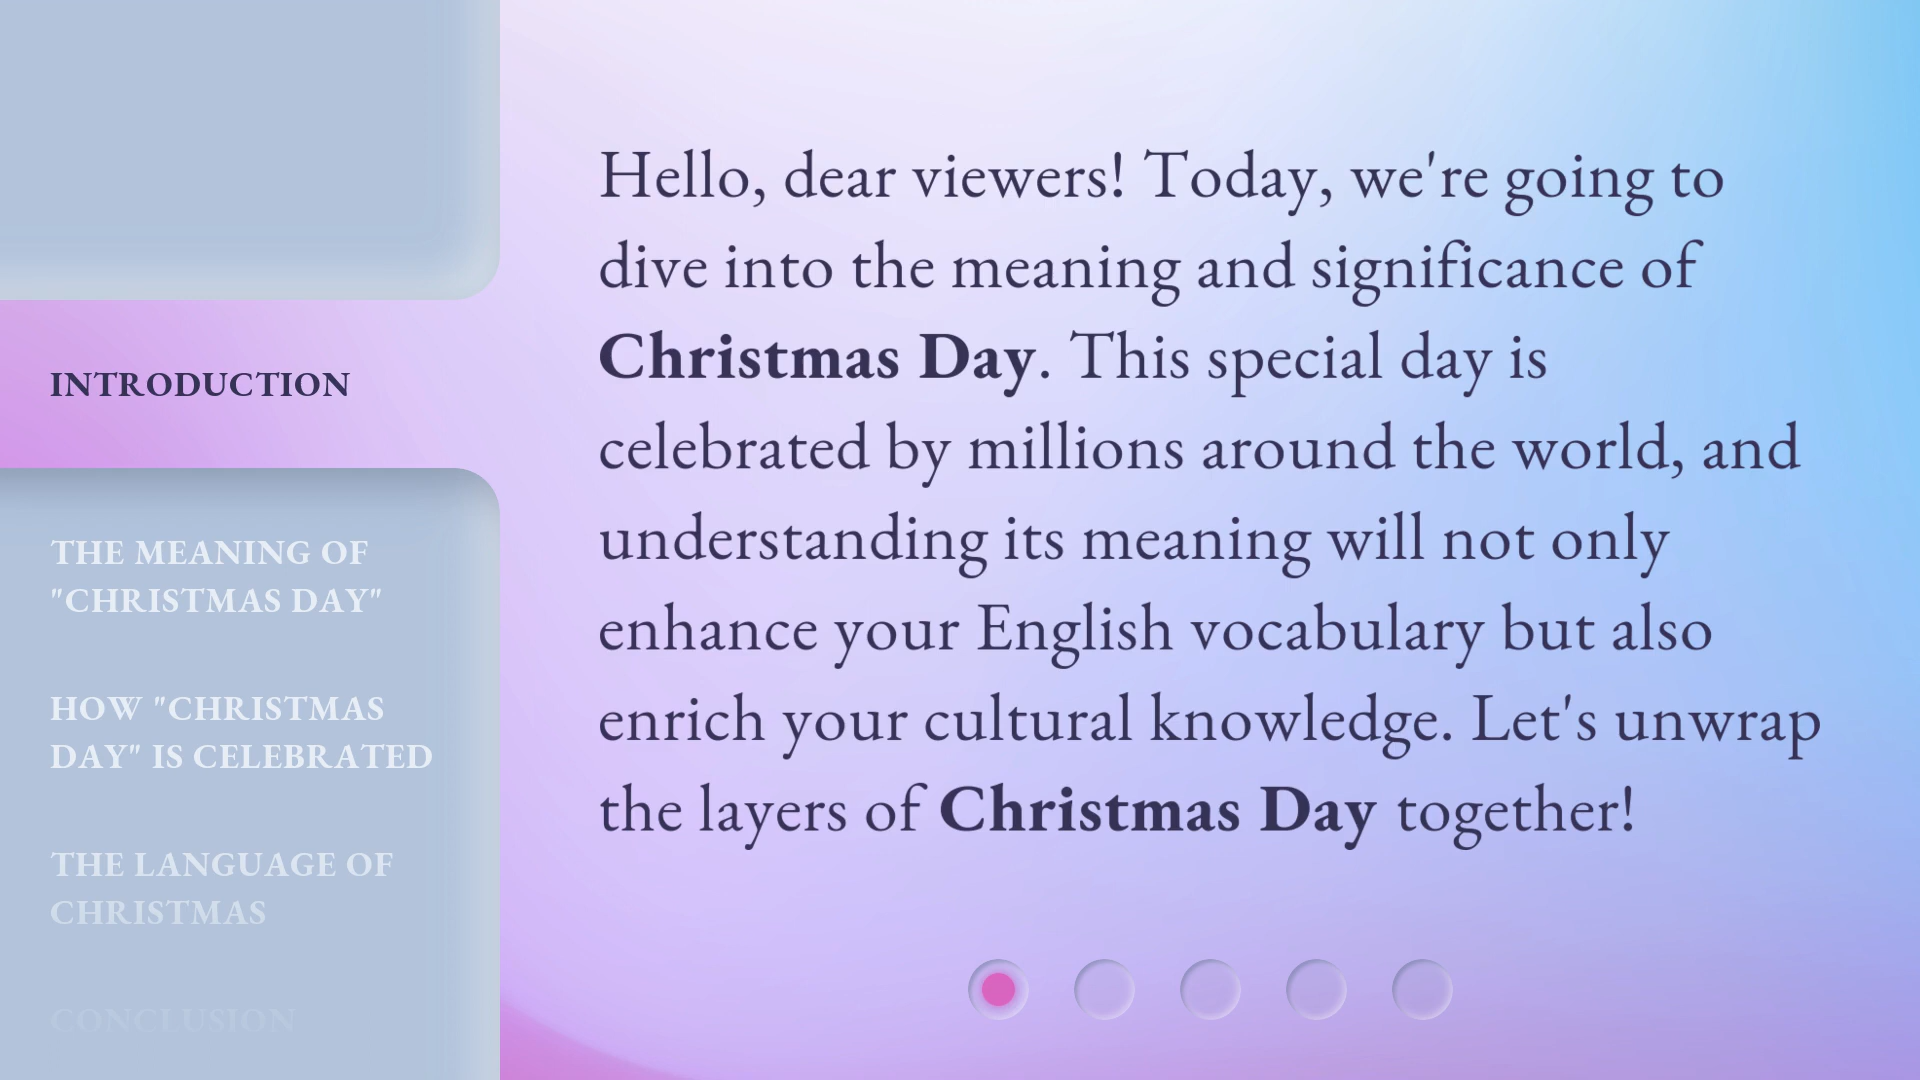 INTRODUCTION
THE MEANING OF
"CHRISTMAS DAY"
HOW "CHRISTMAS
DAY" IS CELEBRATED
THE LANGUAGE OF
CHRISTMAS
CONCLUSION
Hello, dear viewers! Today, we're going to
dive into the meaning and significance of
Christmas Day. This special day is
celebrated by millions around the world, and
understanding its meaning will not only
enhance your English vocabulary but also
enrich your cultural knowledge. Let's unwrap
the layers of Christmas Day together!